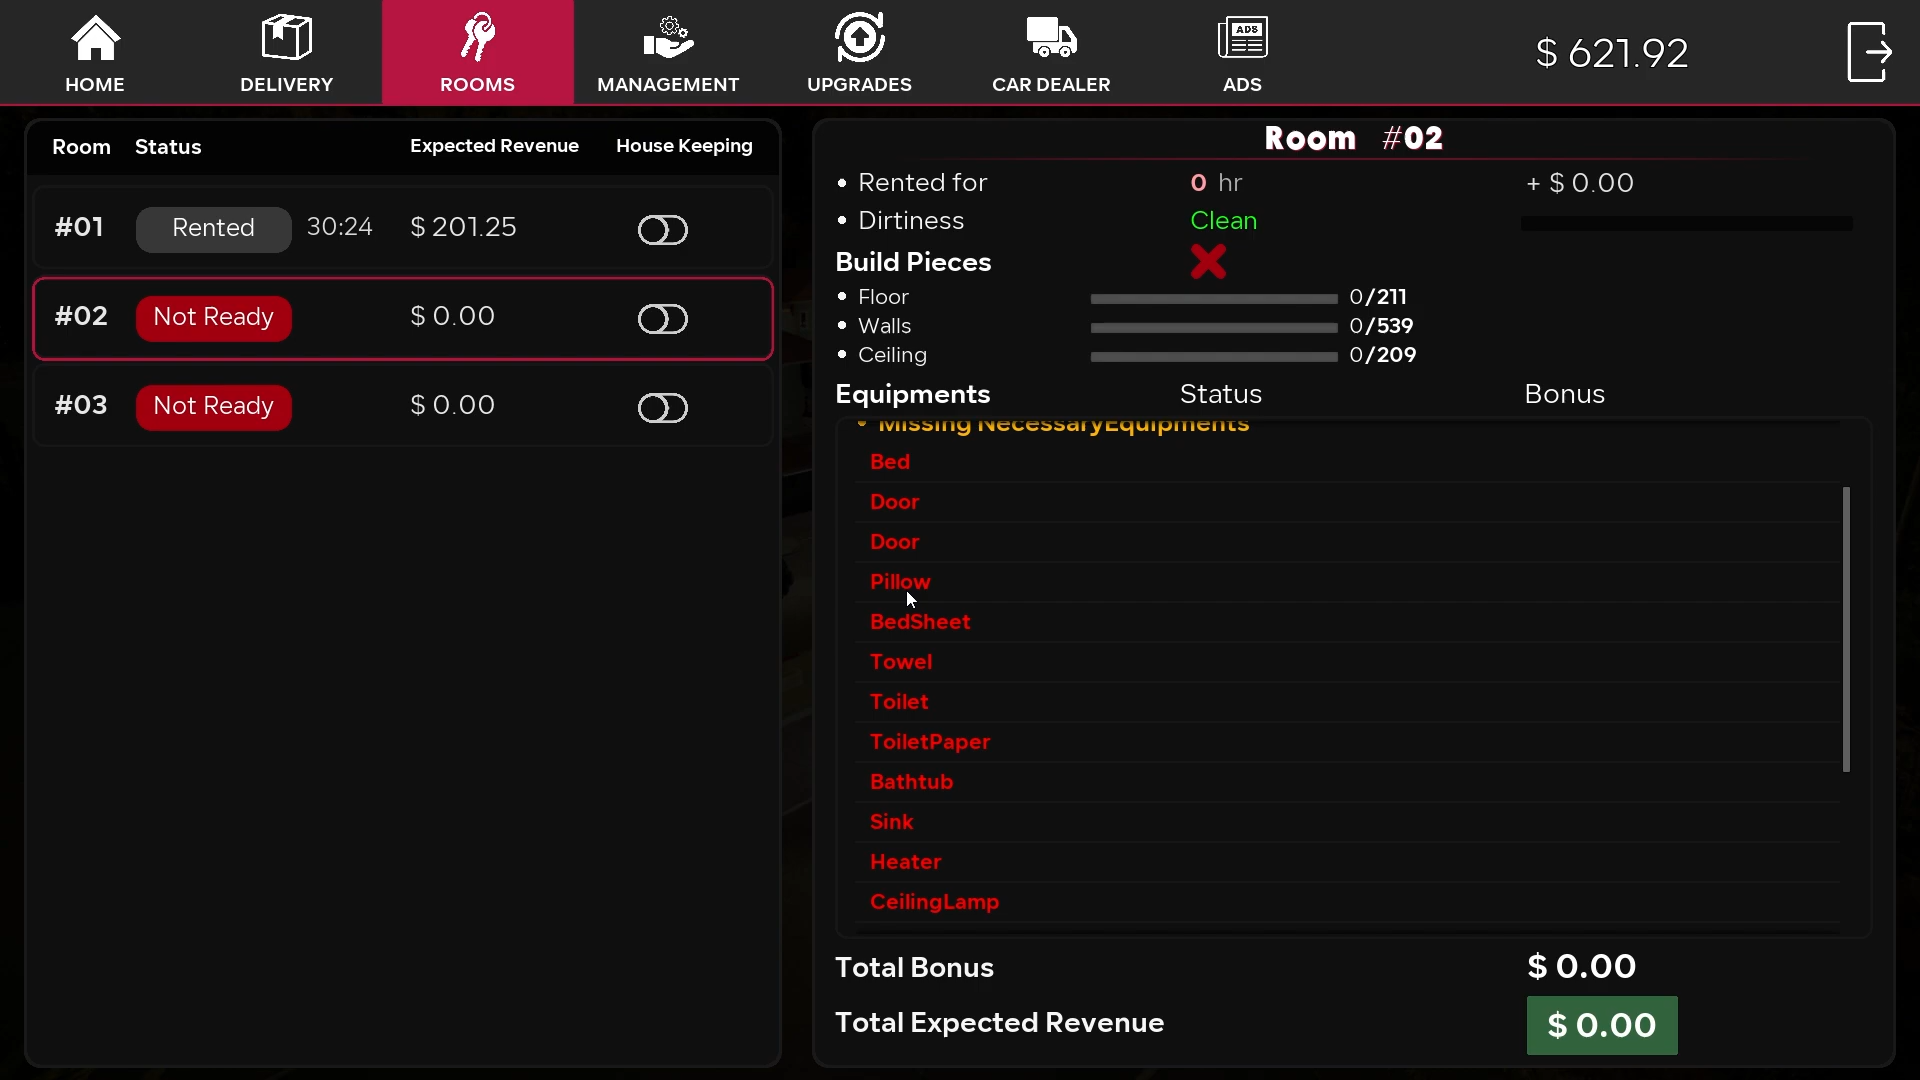 HOME DELIVERY ROOMS MANAGEMENT UPGRADES CAR DEALER ADS
ADS
$ 621.92
Room Status Expected Revenue House Keeping
#01 Rented 30:24 $ 201.25
#02 Not Ready $ 0.00
#03 Not Ready $ 0.00
Room #02
• Rented for 0 hr + $ 0.00
• Dirtiness Clean
Build Pieces
• Floor 0/211
• Walls 0/539
• Ceiling 0/209
Equipments Status Bonus
• Missing NecessaryEquipments
Bed
Door
Door
Pillow
BedSheet
Towel
Toilet
ToiletPaper
Bathtub
Sink
Heater
CeilingLamp
Total Bonus $ 0.00
Total Expected Revenue $ 0.00